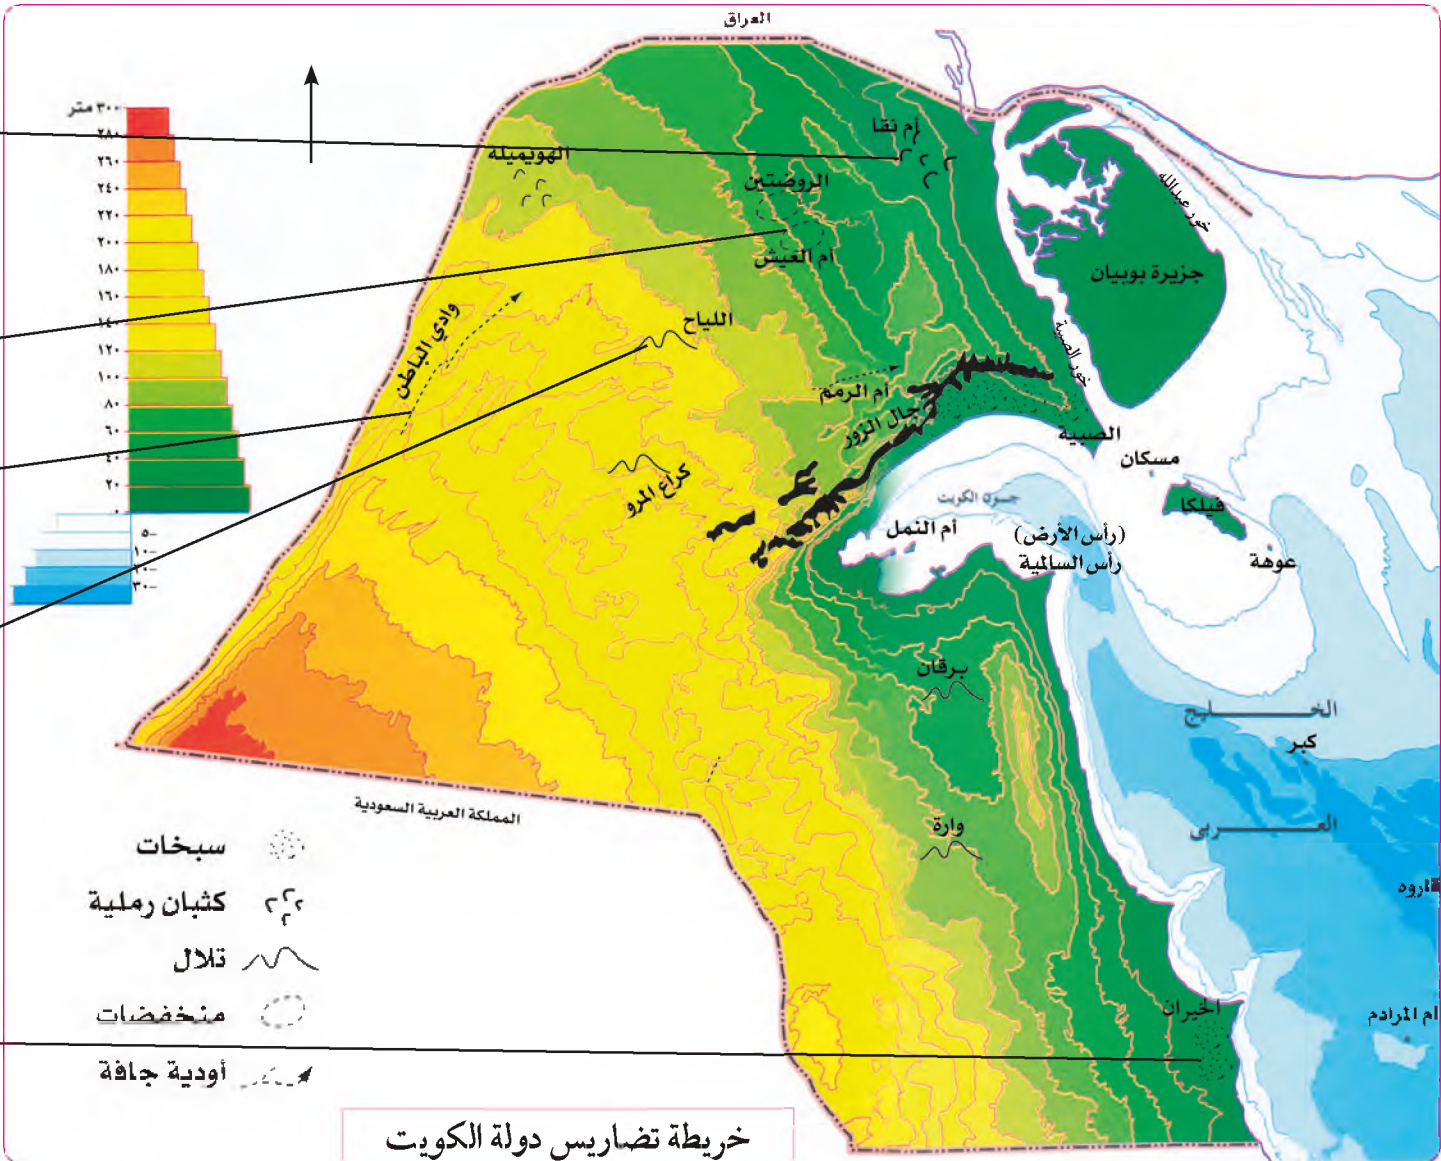 العراق
٣٠٠ متر
٢٨٠
٢٦٠
٢٤٠
٢٢٠
٢٠٠
١٨٠
١٦٠
١٤٠
١٢٠
١٠٠
٨٠
٦٠
٤٠
٢٠
٠
٥-
١٠-
٢٠-
٣٠-
أم نقا
الهويميلة
الروضتين
أم العيش
خور عبدالله
جزيرة بوبيان
وادي الباطن
اللياح
خور الصبية
أم الرمم
جال الزور
الصبية
مسكان
كراع المرو
جون الكويت
فيلكا
أم النمل
(رأس الأرض)
رأس السالمية
عوهة
برقان
الخليج
كبر
المملكة العربية السعودية
وارة
العربي
قاروه
سبخات
كثبان رملية
تلال
منخفضات
أودية جافة
الخيران
أم المرادم
خريطة تضاريس دولة الكويت